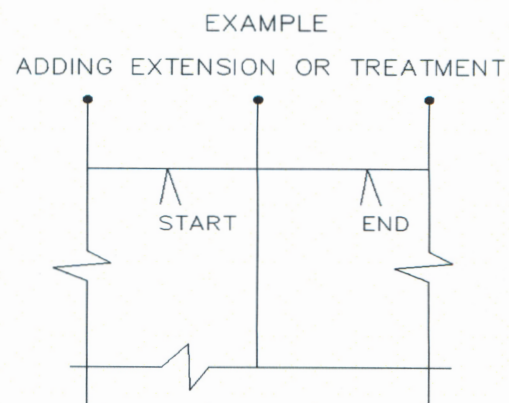 EXAMPLE
ADDING EXTENSION OR TREATMENT
START
END